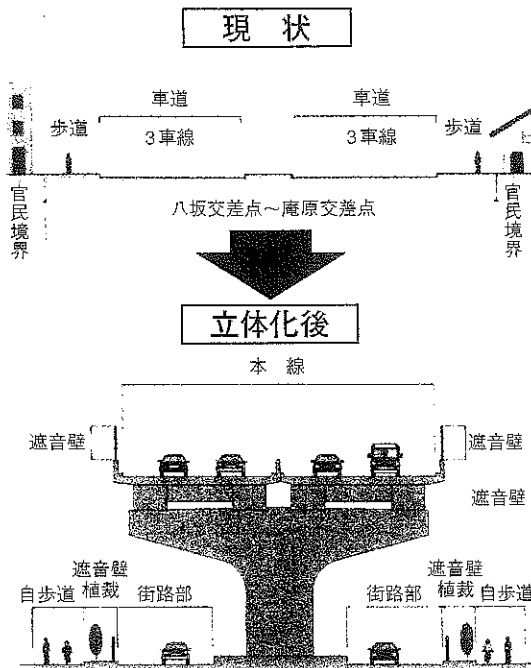 現状
車道
車道
歩道
3車線
3車線
歩道
官民境界
官民境界
八坂交差点～庵原交差点
立体化後
本線
遮音壁
遮音壁
遮音壁
遮音壁
遮音壁
自歩道
植裁
街路部
街路部
植裁
自歩道